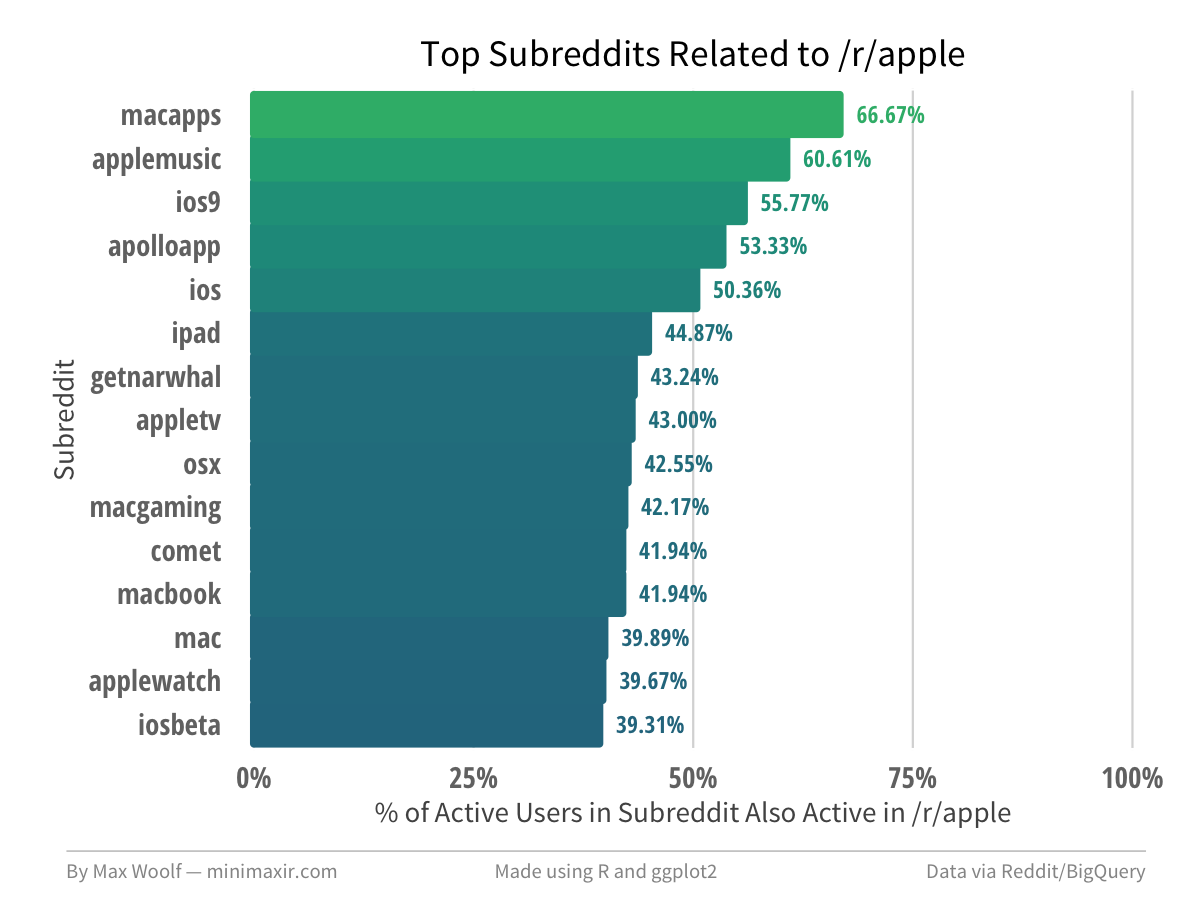 Top Subreddits Related to /r/apple
macapps 66.67%
applemusic 60.61%
ios9 55.77%
apolloapp 53.33%
ios 50.36%
ipad 44.87%
getnarwhal 43.24%
appletv 43.00%
osx 42.55%
macgaming 42.17%
comet 41.94%
macbook 41.94%
mac 39.89%
applewatch 39.67%
iosbeta 39.31%
Subreddit
0% 25% 50% 75% 100%
% of Active Users in Subreddit Also Active in /r/apple
By Max Woolf — minimaxir.com Made using R and ggplot2 Data via Reddit/BigQuery